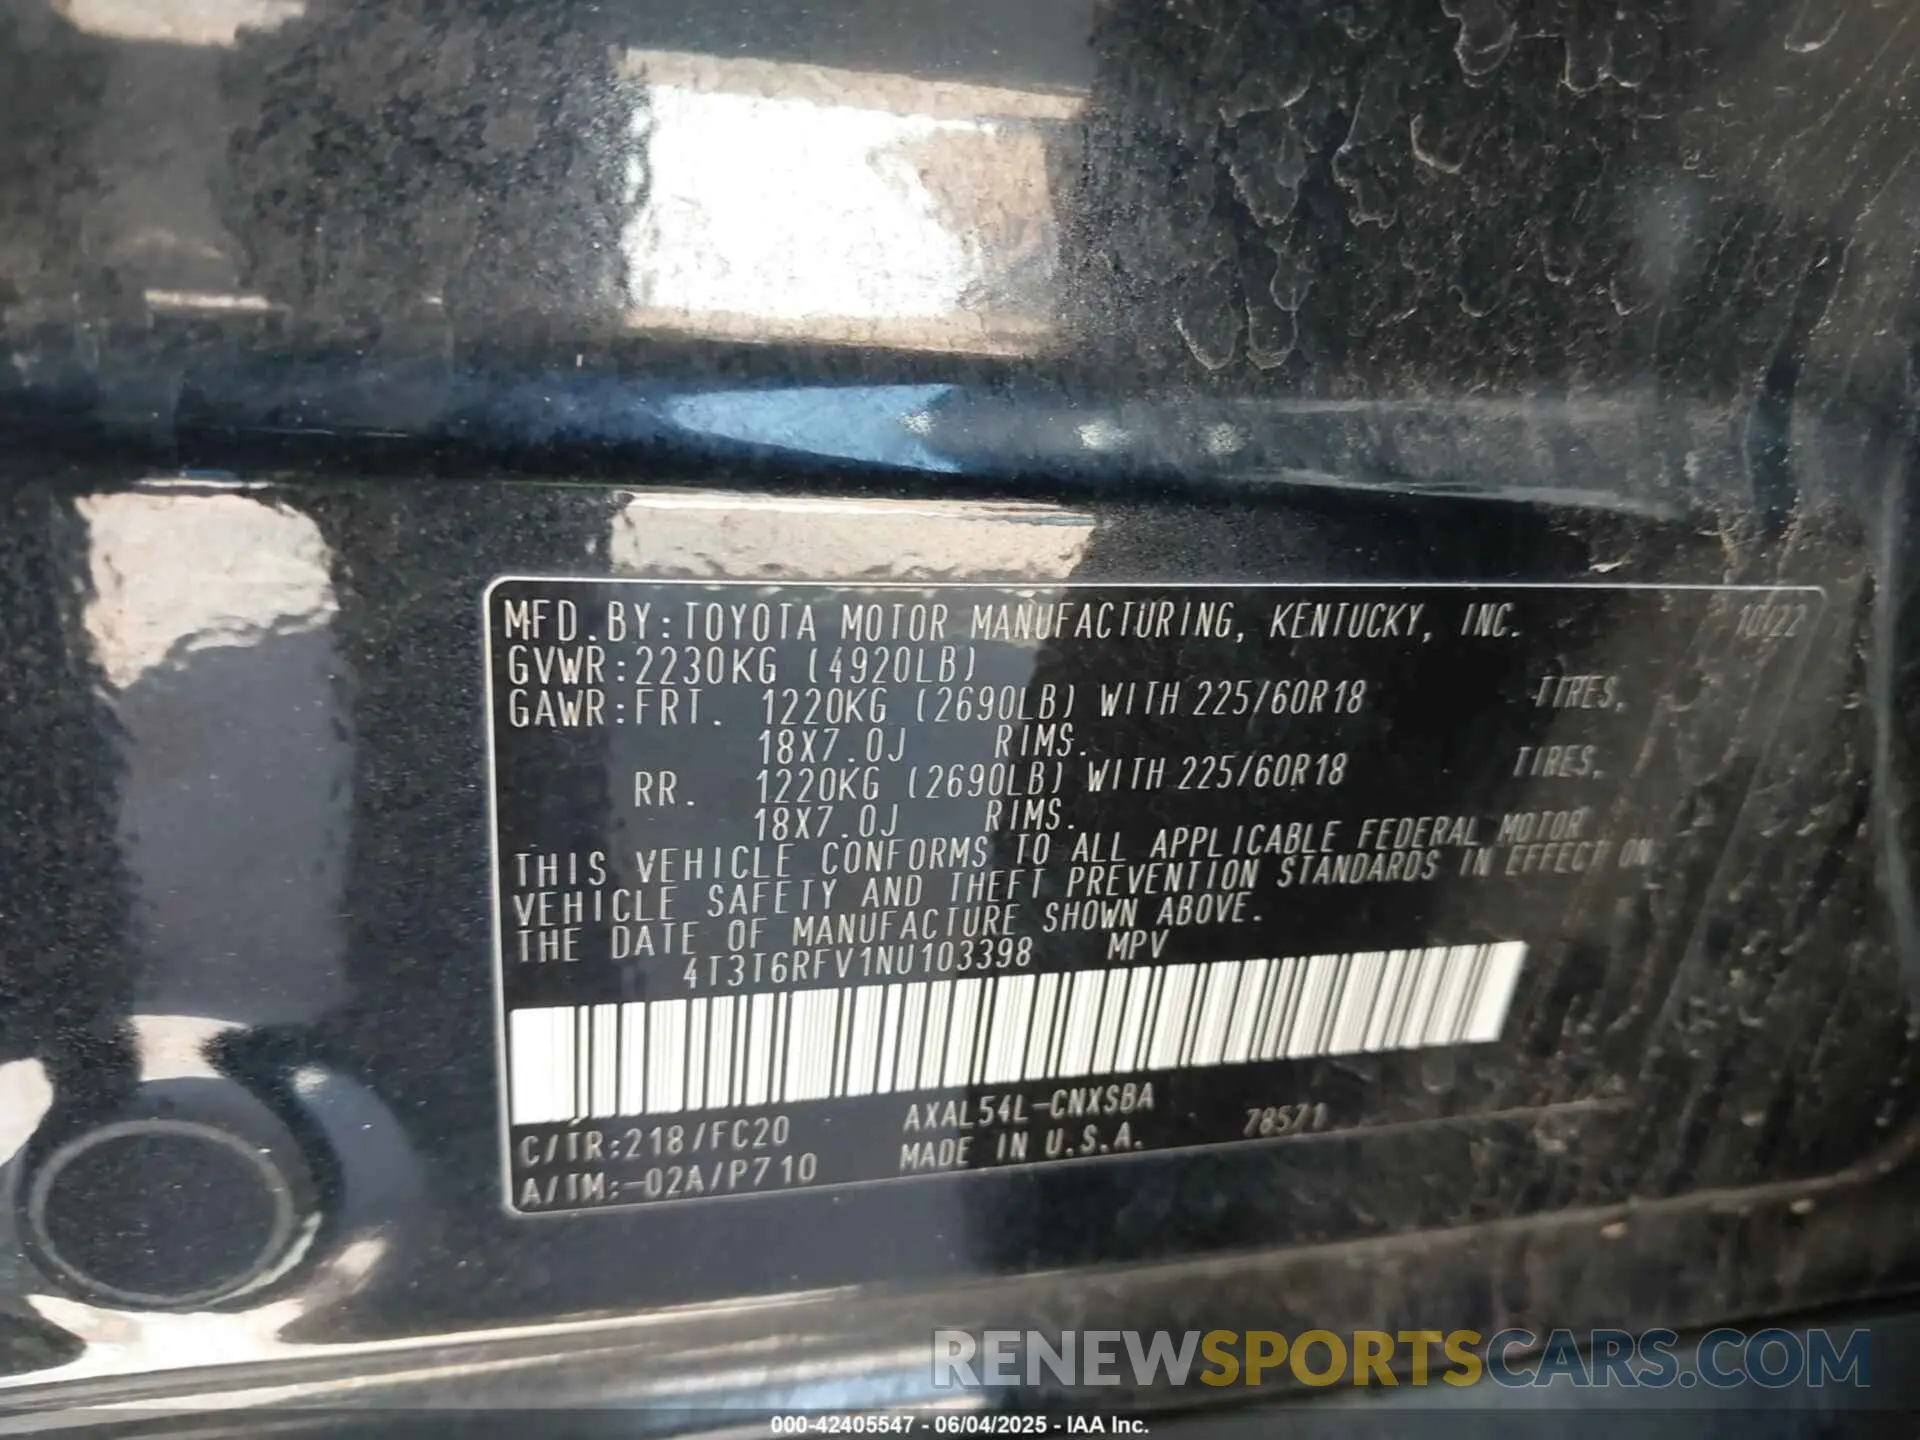 MFD.BY:TOYOTA MOTOR MANUFACTURING, KENTUCKY, INC. 10/22
GVWR:2230KG (4920LB)
GAWR:FRT. 1220KG (2690LB) WITH 225/60R18 TIRES,
18X7.0J RIMS.
RR. 1220KG (2690LB) WITH 225/60R18 TIRES,
18X7.0J RIMS.
THIS VEHICLE CONFORMS TO ALL APPLICABLE FEDERAL MOTOR
VEHICLE SAFETY AND THEFT PREVENTION STANDARDS IN EFFECT ON
THE DATE OF MANUFACTURE SHOWN ABOVE.
4T3T6RFV1NU103398 MPV
C/TR:218/FC20 AXAL54L-CNXSBA 78571
A/TM:-02A/P710 MADE IN U.S.A.
RENEWSPORTSCARS.COM
000-42405547 - 06/04/2025 - IAA Inc.